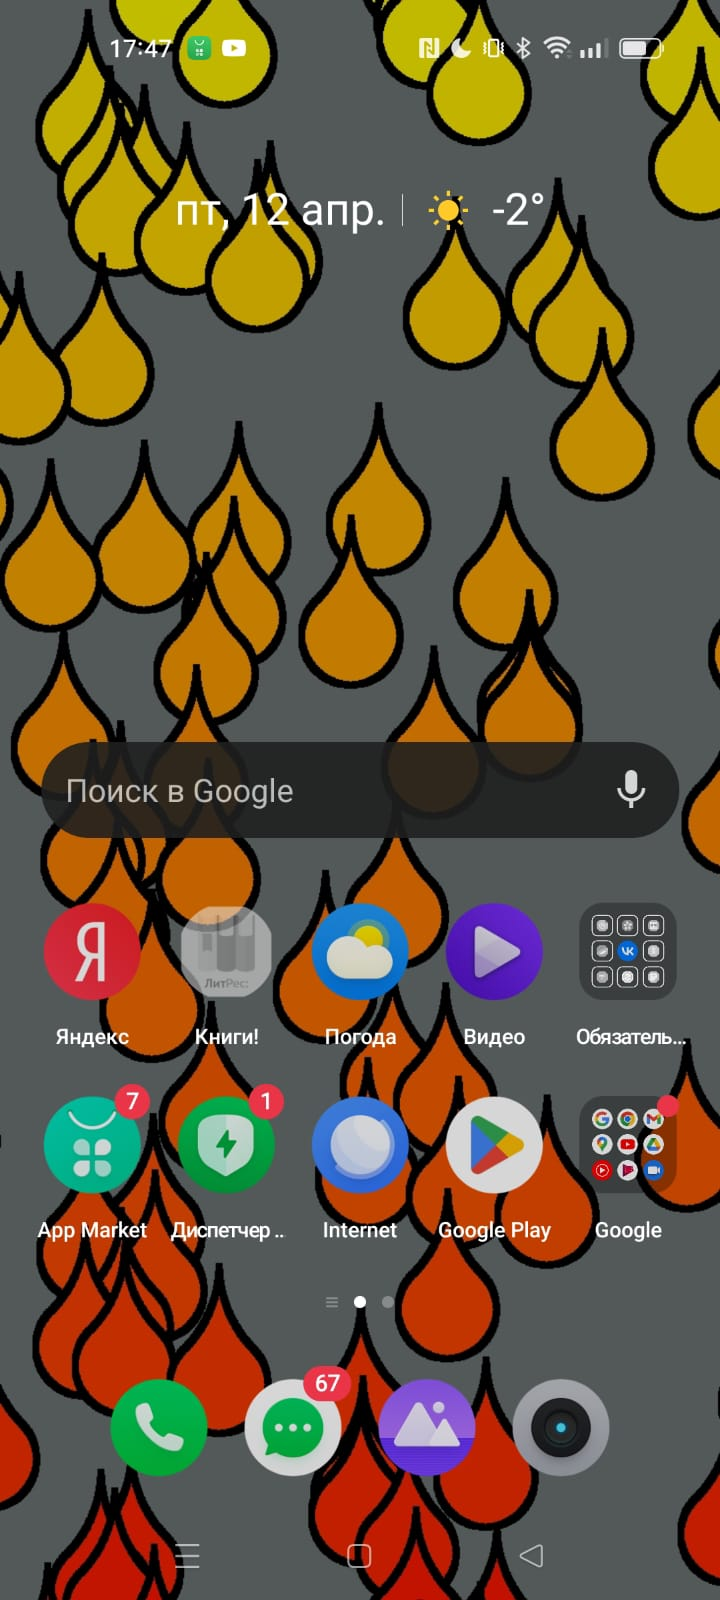 17:47
пт, 12 апр. -2°
Поиск в Google
Я
ЛитРес:
Яндекс Книги! Погода Видео Обязатель...
7 1
App Market Диспетчер .. Internet Google Play Google
67